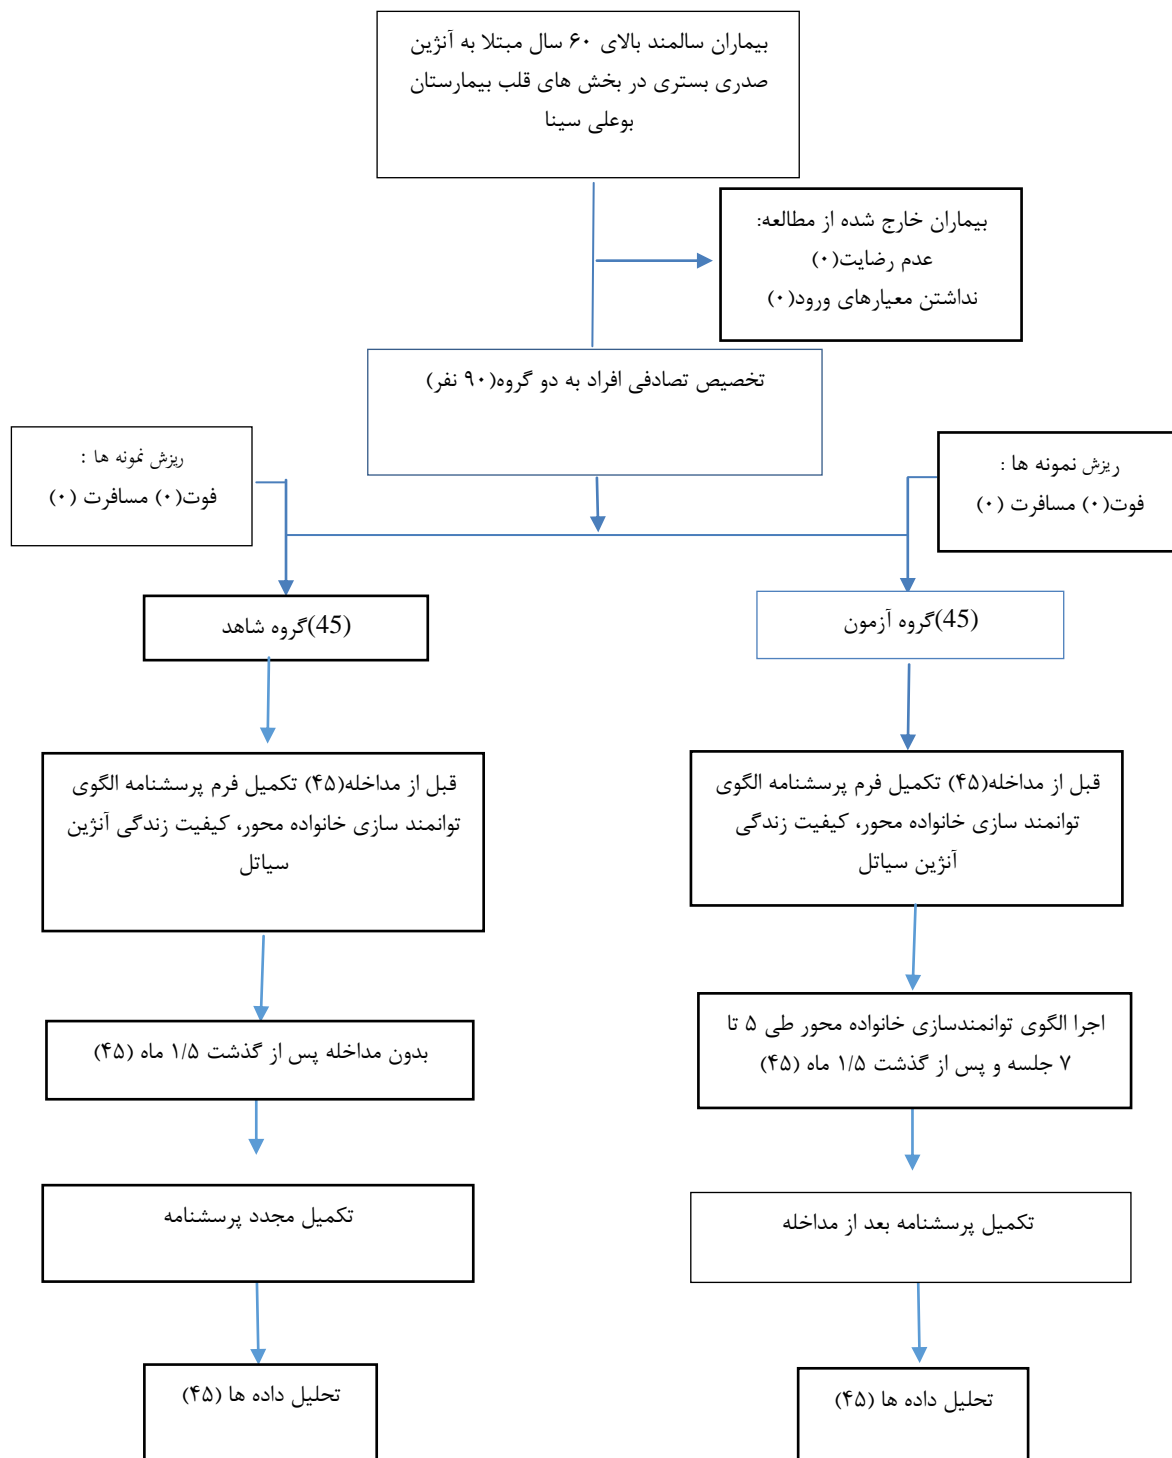 بیماران سالمند بالای ۶۰ سال مبتلا به آنژین
صدری بستری در بخش های قلب بیمارستان
بوعلی سینا
بیماران خارج شده از مطالعه:
عدم رضایت(۰)
نداشتن معیارهای ورود(۰)
تخصیص تصادفی افراد به دو گروه(۹۰ نفر)
ریزش نمونه ها :
فوت(۰) مسافرت (۰)
ریزش نمونه ها :
فوت(۰) مسافرت (۰)
(45)گروه آزمون
(45)گروه شاهد
قبل از مداخله(۴۵) تکمیل فرم پرسشنامه الگوی
توانمند سازی خانواده محور، کیفیت زندگی
آنژین سیاتل
قبل از مداخله(۴۵) تکمیل فرم پرسشنامه الگوی
توانمند سازی خانواده محور، کیفیت زندگی آنژین
سیاتل
اجرا الگوی توانمندسازی خانواده محور طی ۵ تا
۷ جلسه و پس از گذشت ۱/۵ ماه (۴۵)
بدون مداخله پس از گذشت ۱/۵ ماه (۴۵)
تکمیل پرسشنامه بعد از مداخله
تکمیل مجدد پرسشنامه
تحلیل داده ها (۴۵)
تحلیل داده ها (۴۵)